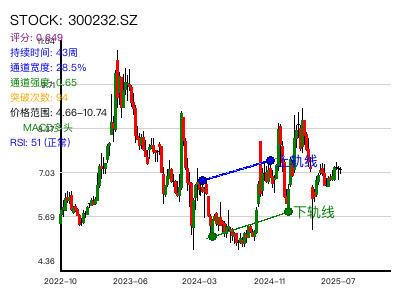 STOCK: 300232.SZ
评分: 0.649
持续时间: 43周
通道宽度: 28.5%
通道强度: 0.65
突破次数: 94
价格范围: 4.66-10.74
MACD多头
RSI: 51 (正常)
上轨线
下轨线
7.03
5.69
4.36
2022-10
2023-06
2024-03
2024-11
2025-07